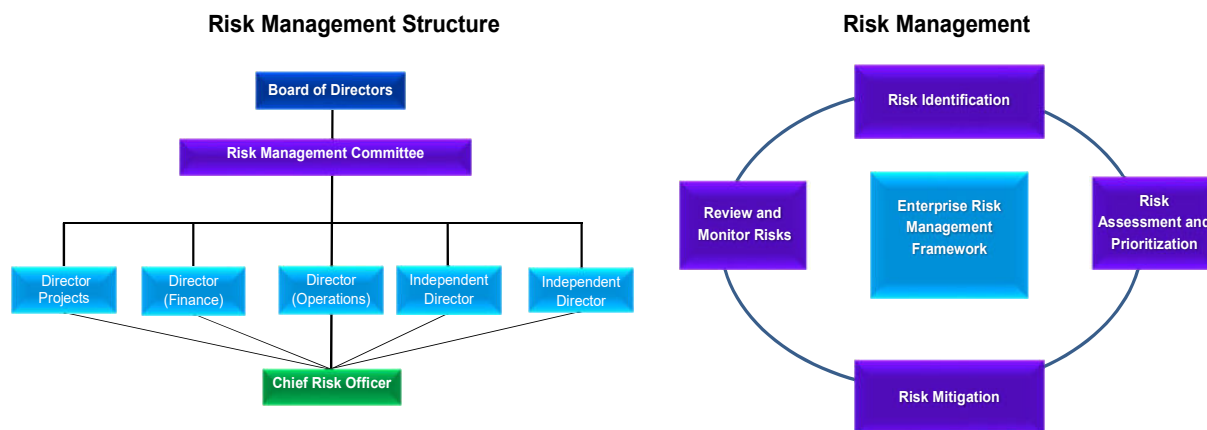 Risk Management Structure
Board of Directors
Risk Management Committee
Director
Projects
Director
(Finance)
Director
(Operations)
Independent
Director
Independent
Director
Chief Risk Officer
Risk Management
Risk Identification
Review and
Monitor Risks
Enterprise Risk
Management
Framework
Risk
Assessment and
Prioritization
Risk Mitigation